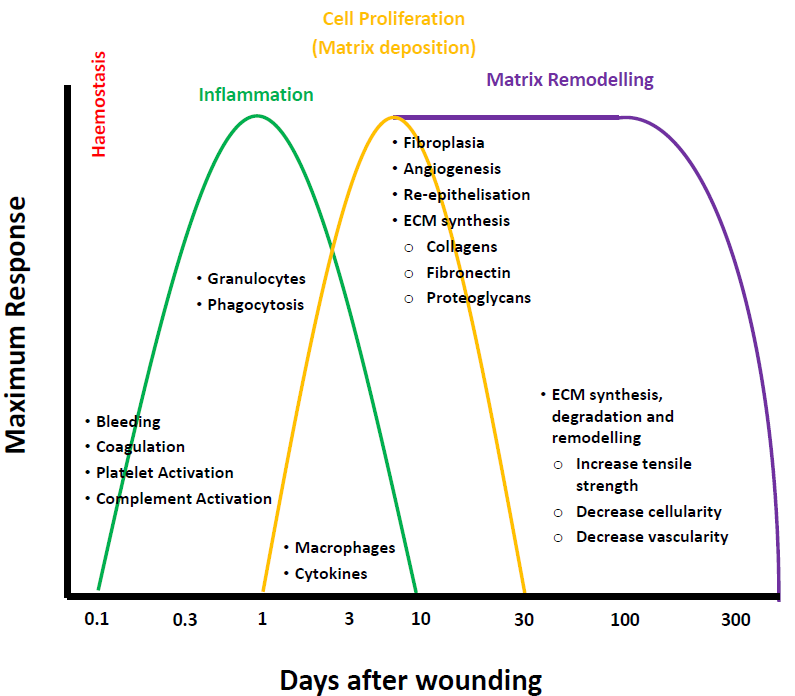 Cell Proliferation
(Matrix deposition)
Haemostasis
Inflammation
Matrix Remodelling
Maximum Response
• Fibroplasia
• Angiogenesis
• Re-epithelisation
• ECM synthesis
o Collagens
o Fibronectin
o Proteoglycans
• Granulocytes
• Phagocytosis
• Bleeding
• Coagulation
• Platelet Activation
• Complement Activation
• ECM synthesis,
degradation and
remodelling
o Increase tensile
strength
o Decrease cellularity
o Decrease vascularity
• Macrophages
• Cytokines
0.1 0.3 1 3 10 30 100 300
Days after wounding